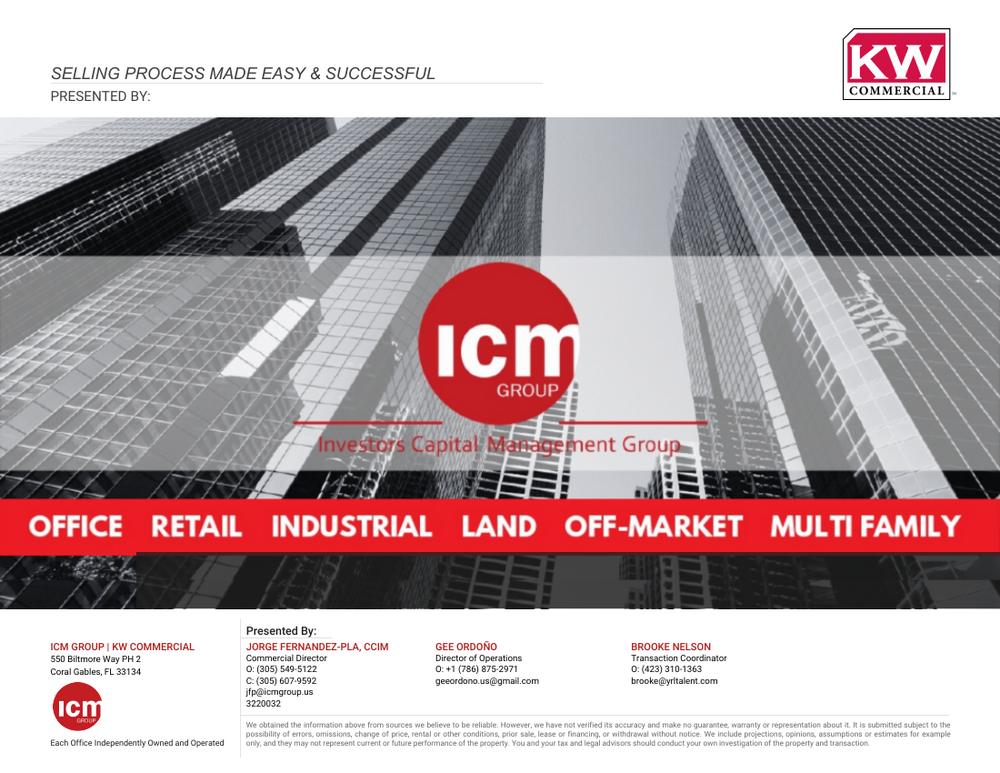 SELLING PROCESS MADE EASY & SUCCESSFUL
PRESENTED BY:
KW
COMMERCIAL
ıcm
GROUP
Investors Capital Management Group
OFFICE RETAIL INDUSTRIAL LAND OFF-MARKET MULTI FAMILY
Presented By:
ICM GROUP | KW COMMERCIAL
550 Biltmore Way PH 2
Coral Gables, FL 33134
ıcm
Each Office Independently Owned and Operated
JORGE FERNANDEZ-PLA, CCIM
Commercial Director
O: (305) 549-5122
C: (305) 607-9592
jfp@icmgroup.us
3220032
GEE ORDOÑO
Director of Operations
O: +1 (786) 875-2971
geeordono.us@gmail.com
BROOKE NELSON
Transaction Coordinator
O: (423) 310-1363
brooke@yrltalent.com
We obtained the information above from sources we believe to be reliable. However, we have not verified its accuracy and make no guarantee, warranty or representation about it. It is submitted subject to the
possibility of errors, omissions, change of price, rental or other conditions, prior sale, lease or financing, or withdrawal without notice. We include projections, opinions, assumptions or estimates for example
only, and they may not represent current or future performance of the property. You and your tax and legal advisors should conduct your own investigation of the property and transaction.